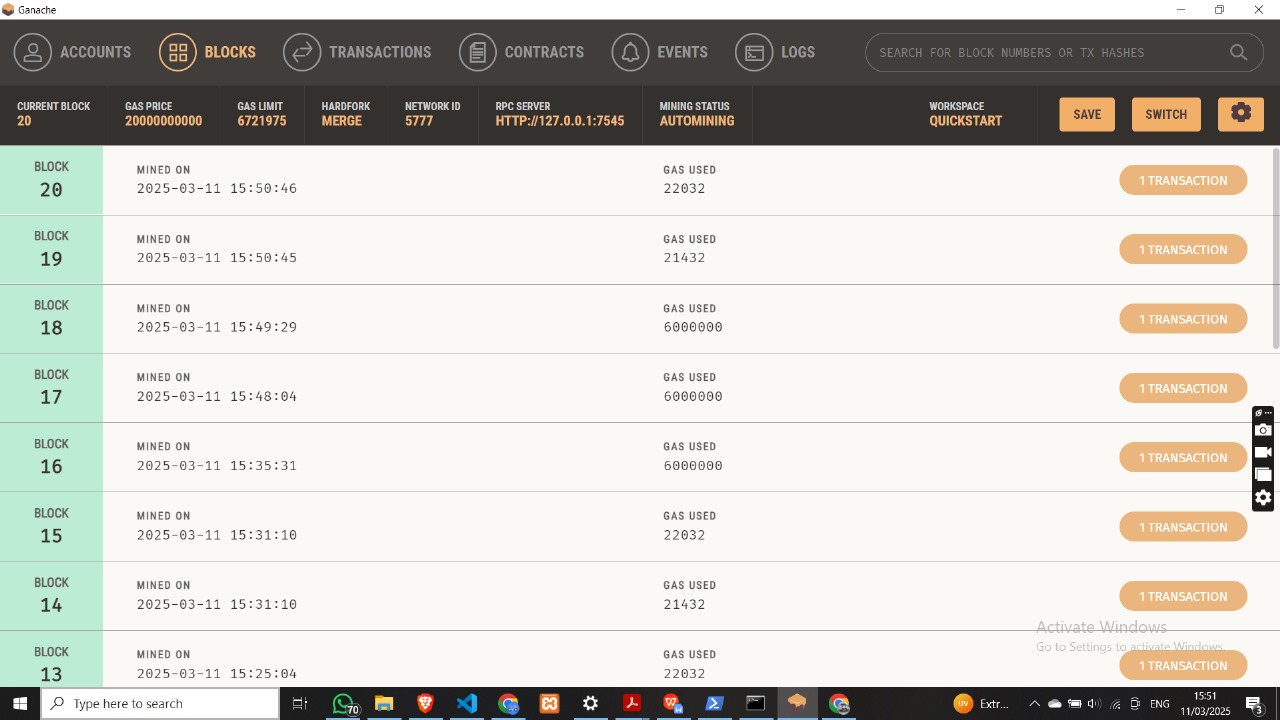 Ganache
ACCOUNTS
BLOCKS
TRANSACTIONS
CONTRACTS
EVENTS
LOGS
SEARCH FOR BLOCK NUMBERS OR TX HASHES
CURRENT BLOCK
20
GAS PRICE
20000000000
GAS LIMIT
6721975
HARDFORK
MERGE
NETWORK ID
5777
RPC SERVER
HTTP://127.0.0.1:7545
MINING STATUS
AUTOMINING
WORKSPACE
QUICKSTART
SAVE
SWITCH
BLOCK
20
MINED ON
2025-03-11 15:50:46
GAS USED
22032
1 TRANSACTION
BLOCK
19
MINED ON
2025-03-11 15:50:45
GAS USED
21432
1 TRANSACTION
BLOCK
18
MINED ON
2025-03-11 15:49:29
GAS USED
6000000
1 TRANSACTION
BLOCK
17
MINED ON
2025-03-11 15:48:04
GAS USED
6000000
1 TRANSACTION
BLOCK
16
MINED ON
2025-03-11 15:35:31
GAS USED
6000000
1 TRANSACTION
BLOCK
15
MINED ON
2025-03-11 15:31:10
GAS USED
22032
1 TRANSACTION
BLOCK
14
MINED ON
2025-03-11 15:31:10
GAS USED
21432
1 TRANSACTION
BLOCK
13
MINED ON
2025-03-11 15:25:04
GAS USED
22032
1 TRANSACTION
Activate Windows
Go to Settings to activate Windows.
Type here to search
70
UV
Extr...
ENG
15:51
11/03/2025
3